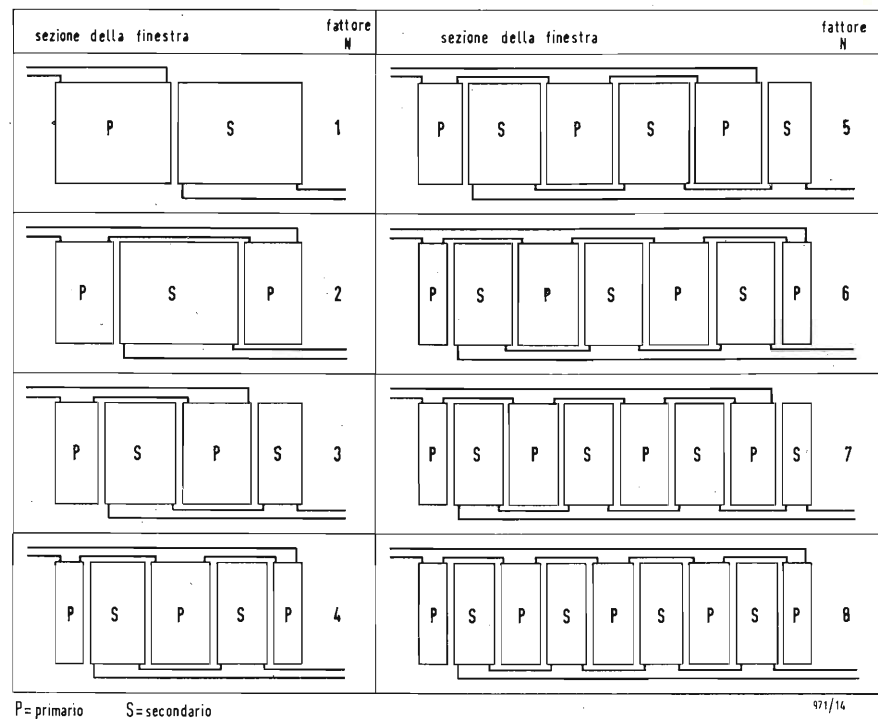 sezione della finestra fattore N sezione della finestra fattore N
P S 1 P S P S P S 5
P S P 2 P S P S P S P 6
P S P S 3 P S P S P S P S 7
P S P S P 4 P S P S P S P S P 8
P= primario S= secondario 971/14